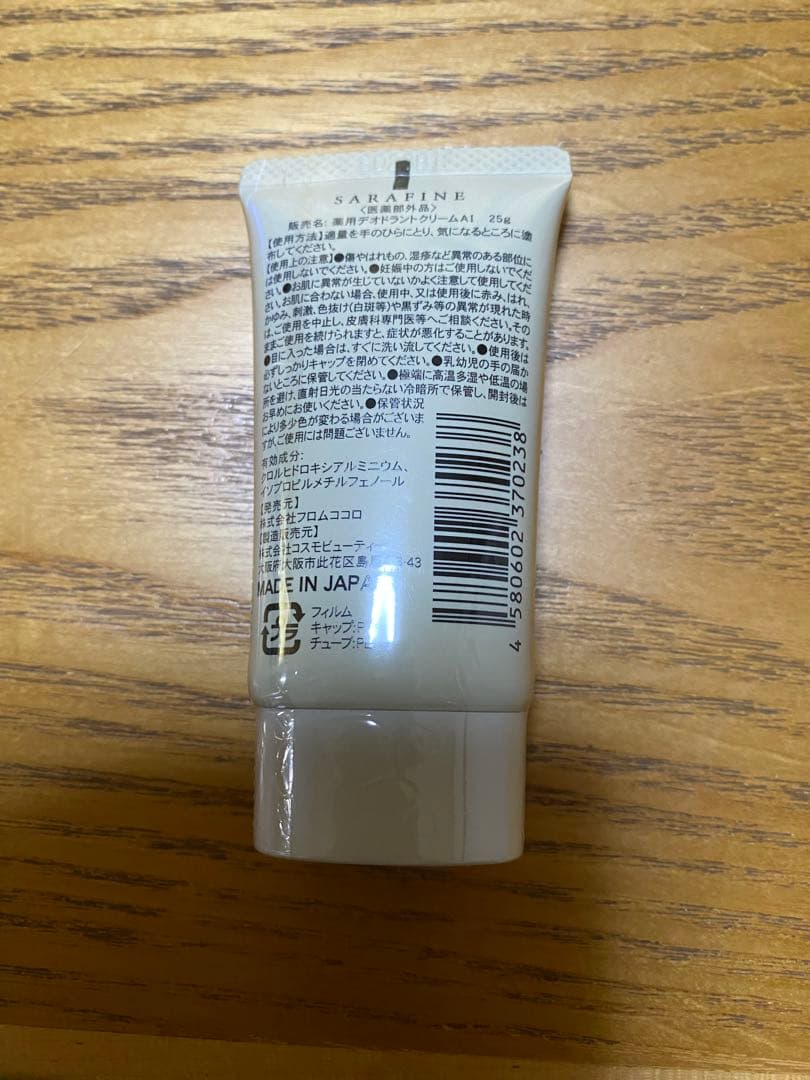 SARAFINE
〈医薬部外品〉
販売名: 薬用デオドラントクリームA1 25g
【使用方法】適量を手のひらにとり、気になるところに塗
布してください。
【使用上の注意】●傷やはれもの、湿疹など異常のある部位に
は使用しないでください。●妊娠中の方はご使用しないでくだ
さい。●お肌に異常が生じていないかよく注意して使用してくだ
さい。お肌に合わない場合、使用中、又は使用後に赤み、はれ、
かゆみ、刺激、色抜け(白斑等)や黒ずみ等の異常が現れた時
は、ご使用を中止し、皮膚科専門医等へご相談ください。その
ままご使用を続けられますと、症状が悪化することがあります。
●目に入った場合は、すぐに洗い流してください。●使用後は
必ずしっかりキャップを閉めてください。●乳幼児の手の届か
ないところに保管してください。●極端に高温多湿や低温の場
所を避け、直射日光の当たらない冷暗所で保管し、開封後は
お早めにお使いください。●保管状況
により多少色が変わる場合がございま
すが、ご使用には問題ございません。
有効成分:
クロルヒドロキシアルミニウム、
イソプロピルメチルフェノール
【発売元】
株式会社フロムココロ
【製造販売元】
株式会社コスモビューティー
大阪府大阪市此花区島 -43
MADE IN JAPA
フィルム
キャップ:P
チューブ:PE
4 580602 370238